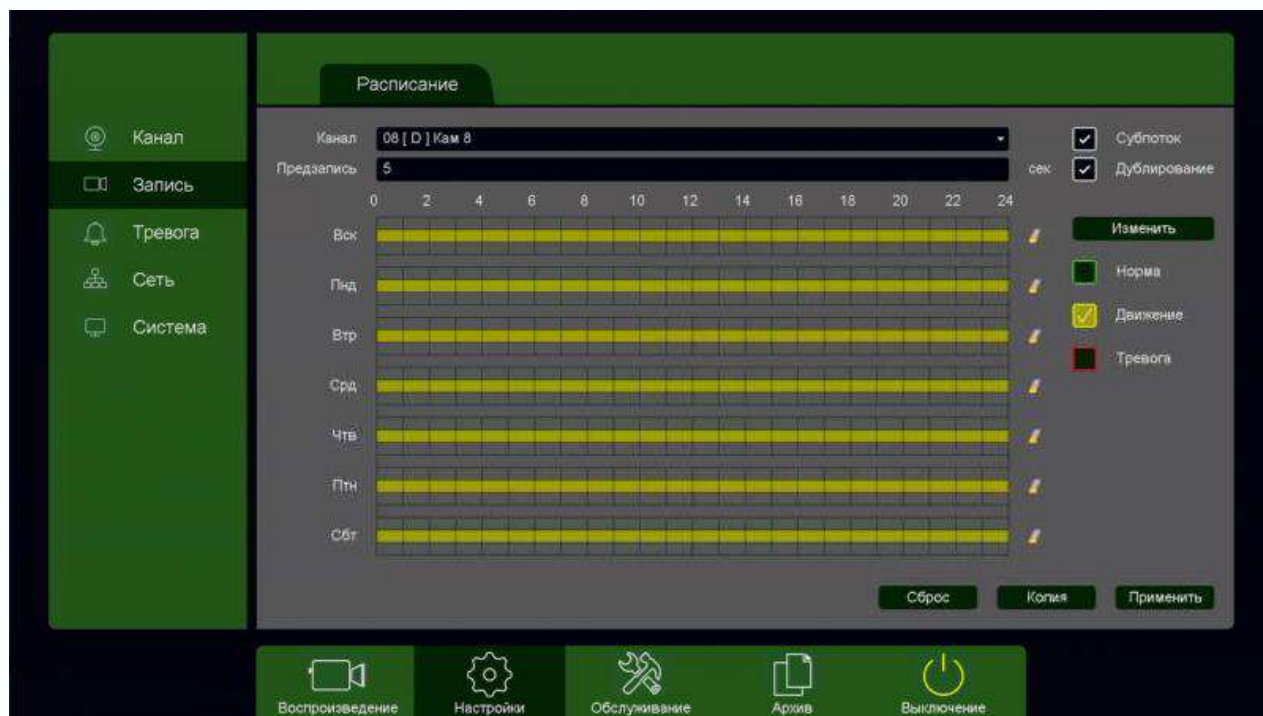 Расписание
Канал
Запись
Тревога
Сеть
Система
Канал 08 [ D ] Кам 8 Субпоток
Предзапись 5 сек Дублирование
0 2 4 6 8 10 12 14 16 18 20 22 24
Вск Изменить
Пнд Норма
Втр Движение
Срд Тревога
Чтв
Птн
Сбт
Сброс Копия Применить
Воспроизведение Настройки Обслуживание Архив Выключение